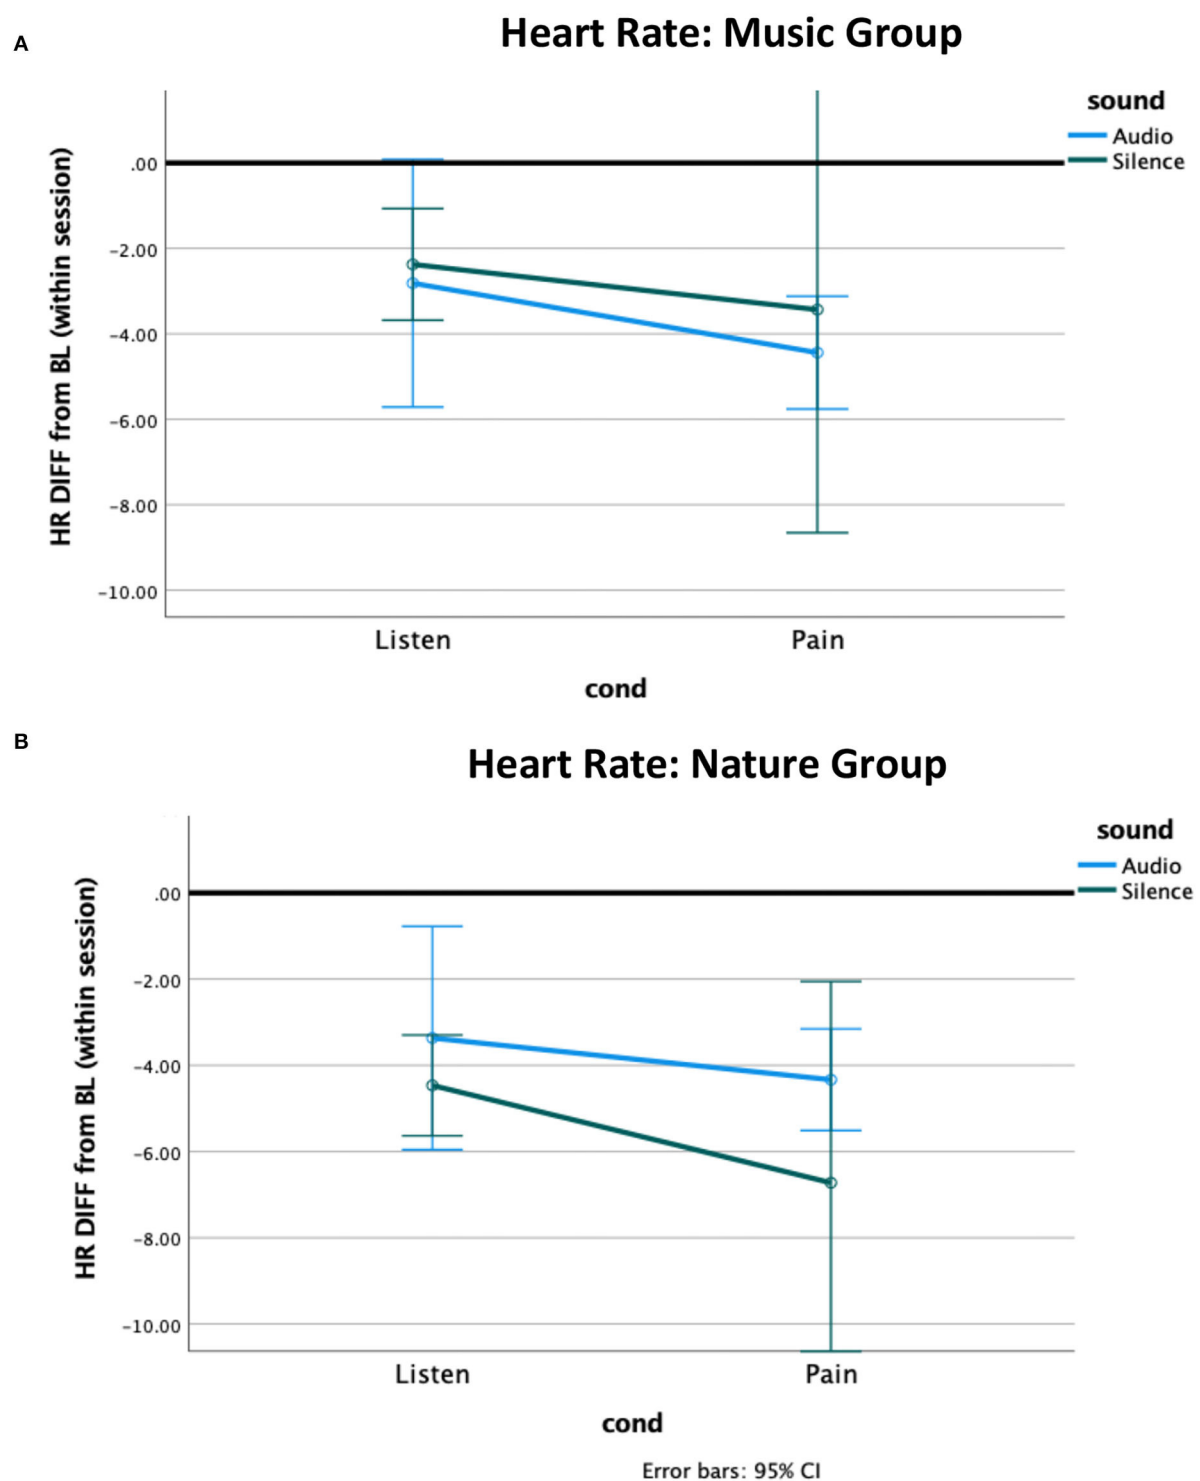 A
Heart Rate: Music Group
sound
Audio
Silence
HR DIFF from BL (within session)
.00
−2.00
−4.00
−6.00
−8.00
−10.00
Listen
Pain
cond
B
Heart Rate: Nature Group
sound
Audio
Silence
HR DIFF from BL (within session)
.00
−2.00
−4.00
−6.00
−8.00
−10.00
Listen
Pain
cond
Error bars: 95% CI